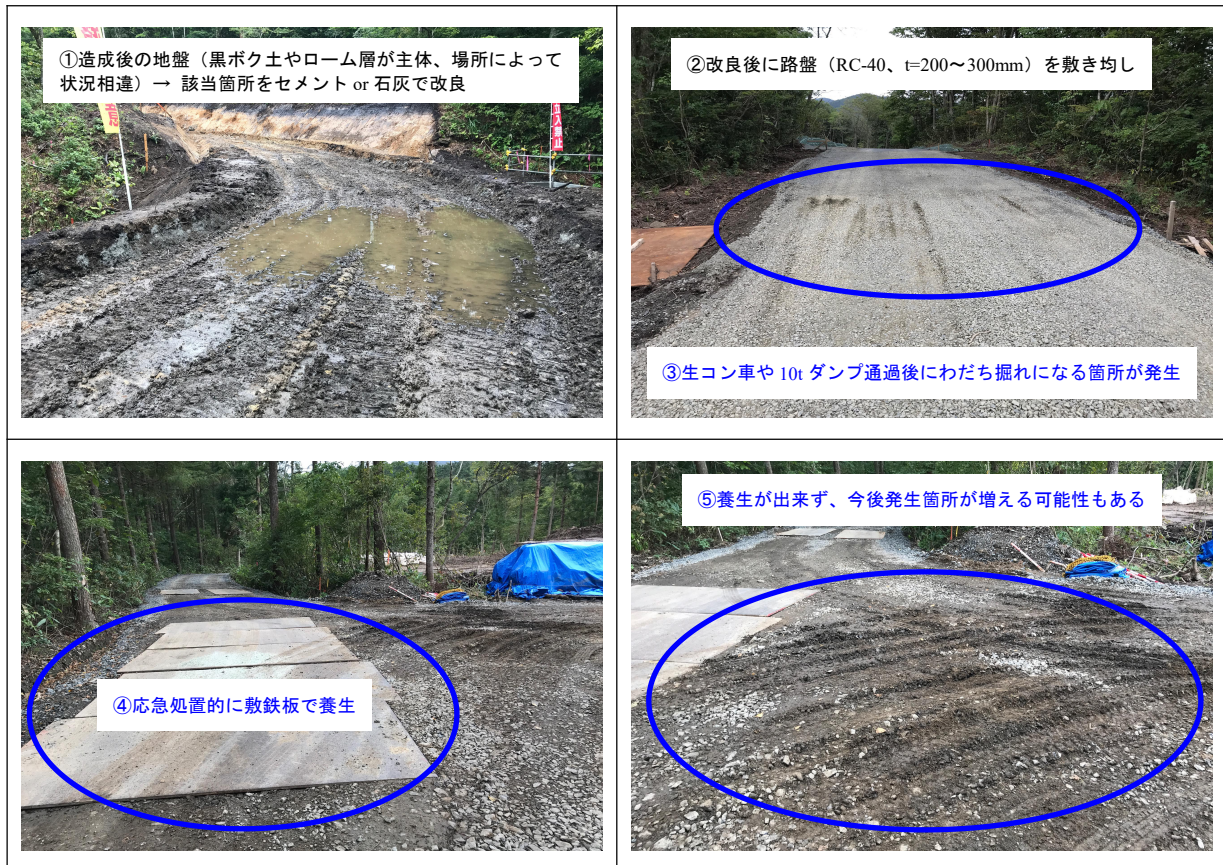 ①造成後の地盤（黒ボク土やローム層が主体、場所によって
状況相違）→ 該当箇所をセメント or 石灰で改良
②改良後に路盤（RC-40、t=200～300mm）を敷き均し
③生コン車や 10t ダンプ通過後にわだち掘れになる箇所が発生
④応急処置的に敷鉄板で養生
⑤養生が出来ず、今後発生箇所が増える可能性もある
入禁止